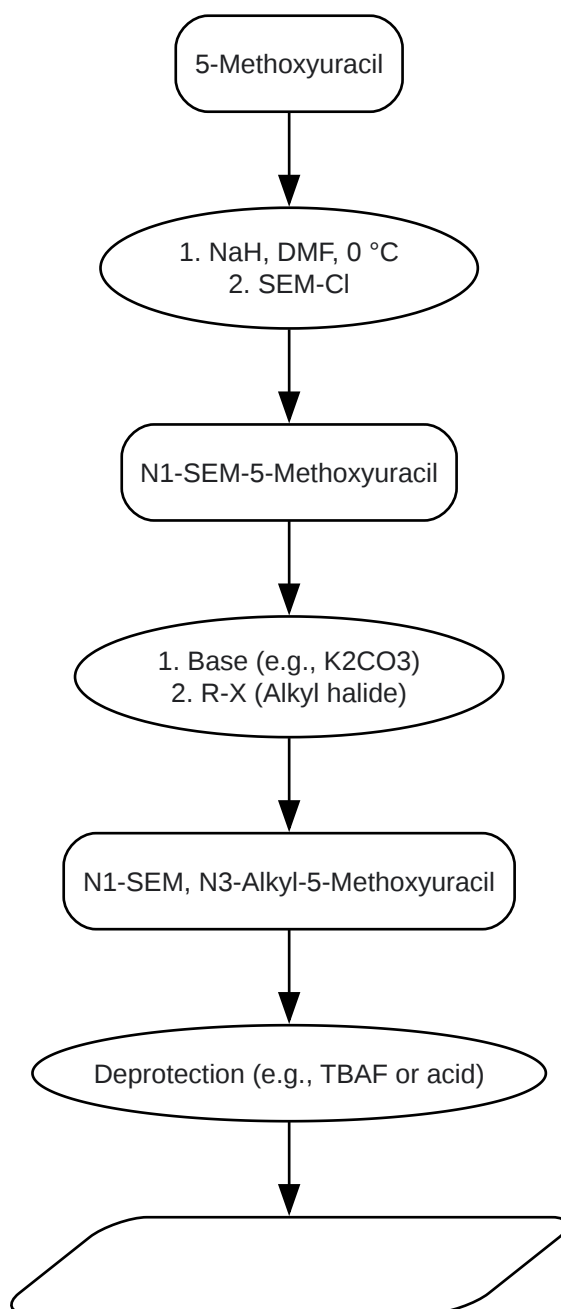 5-Methoxyuracil
1. NaH, DMF, 0 °C
2. SEM-Cl
N1-SEM-5-Methoxyuracil
1. Base (e.g., K2CO3)
2. R-X (Alkyl halide)
N1-SEM, N3-Alkyl-5-Methoxyuracil
Deprotection (e.g., TBAF or acid)